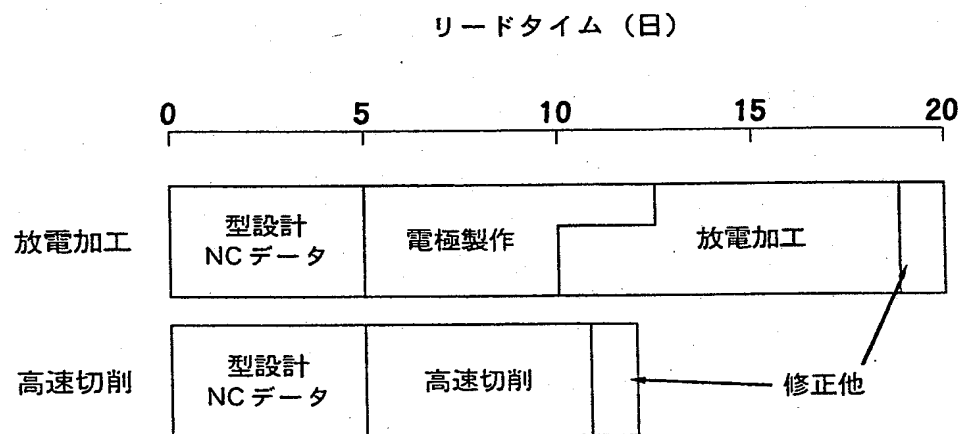 リードタイム（日）
0 5 10 15 20
放電加工
型設計
NCデータ
電極製作
放電加工
高速切削
型設計
NCデータ
高速切削
修正他